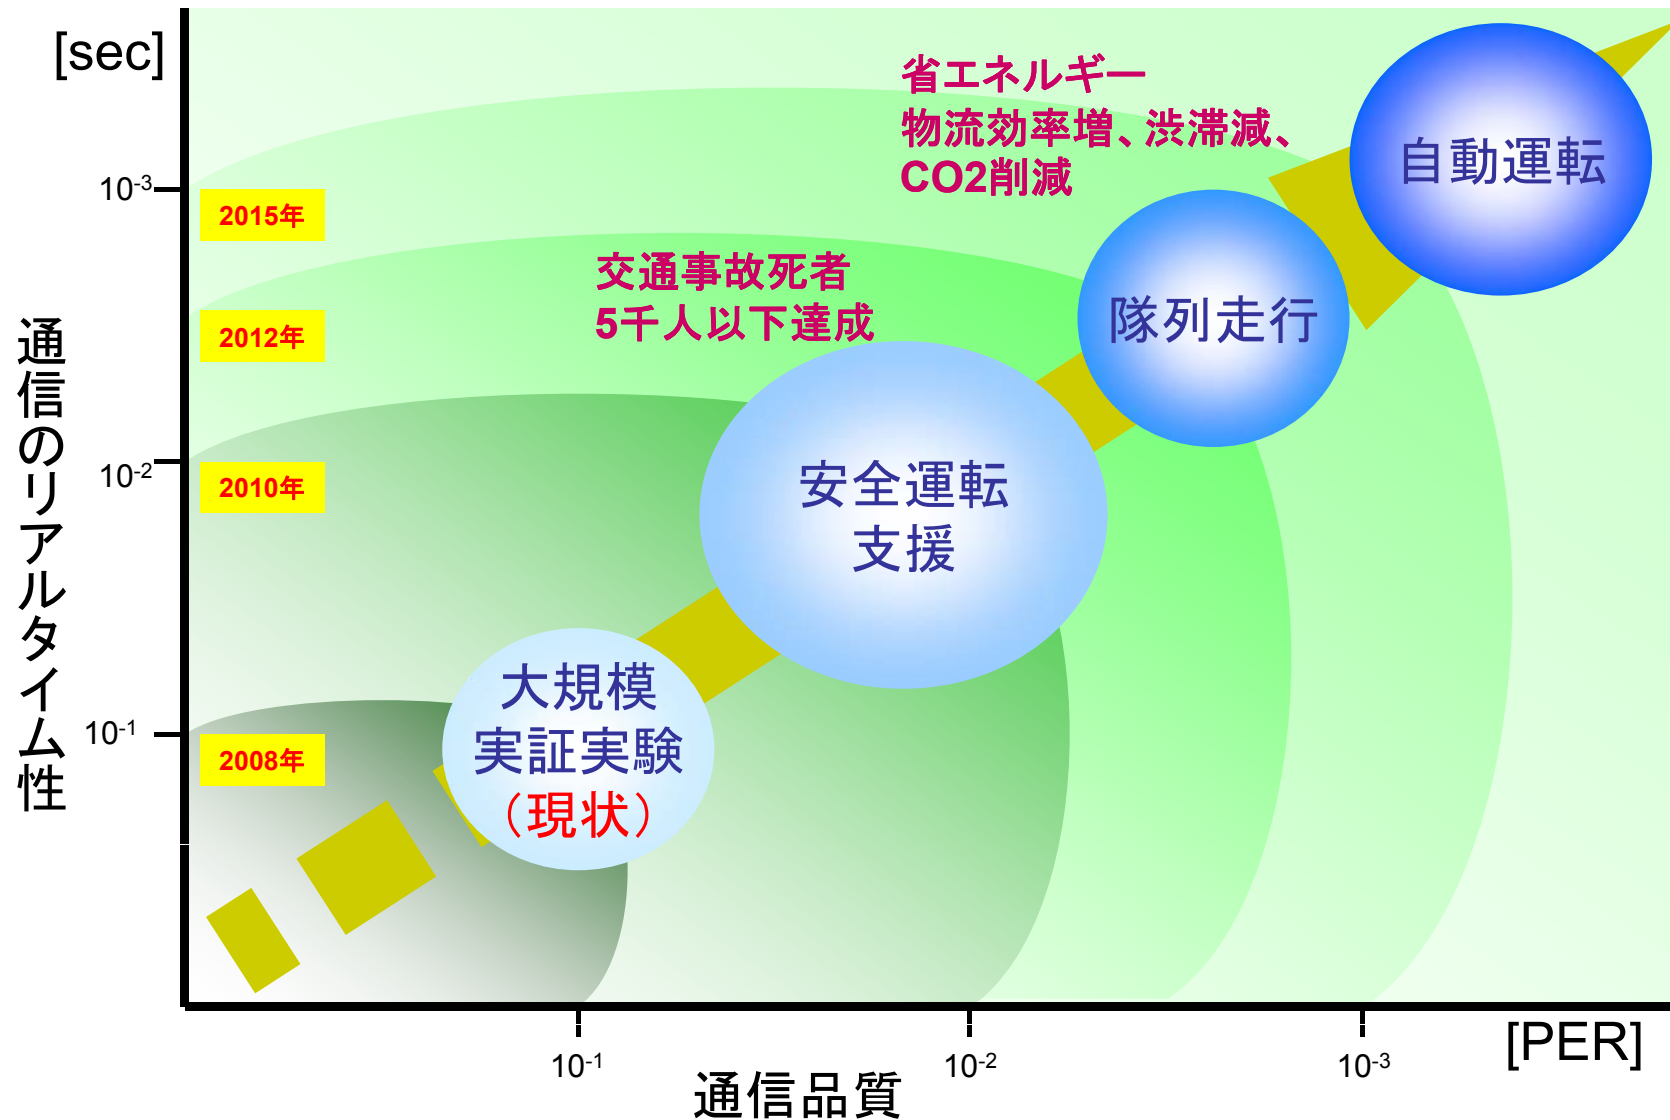 [sec]
省エネルギー
物流効率増、渋滞減、
CO2削減
自動運転
10-3
2015年
交通事故死者
5千人以下達成
隊列走行
2012年
通信のリアルタイム性
10-2
2010年
安全運転
支援
大規模
実証実験
（現状）
10-1
2008年
10-1
10-2
10-3
[PER]
通信品質